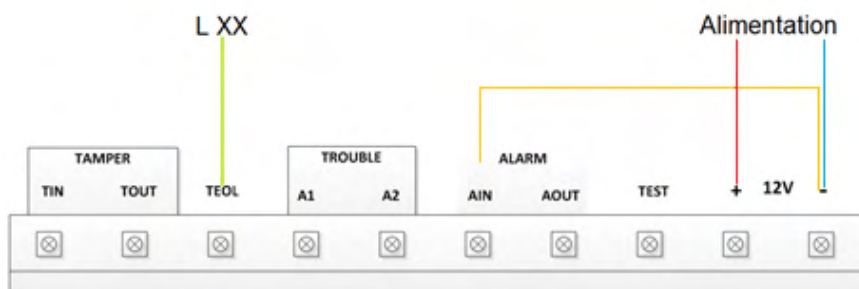 L XX
Alimentation
TAMPER
TROUBLE
ALARM
TIN
TOUT
TEOL
A1
A2
AIN
AOUT
TEST
+
12V
-